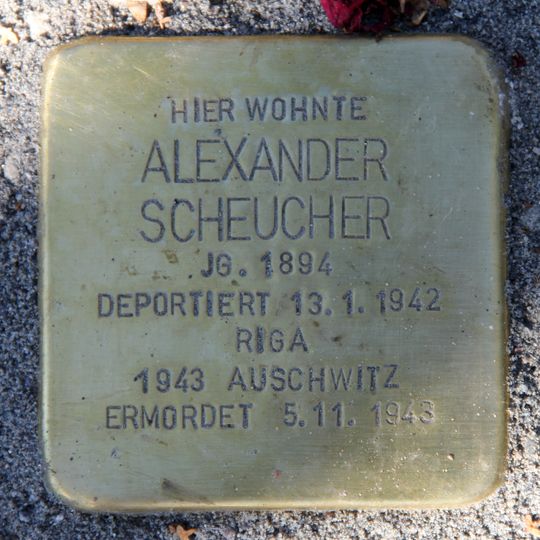 HIER WOHNTE
ALEXANDER
SCHEUCHER
JG. 1894
DEPORTIERT 13.1.1942
RIGA
1943 AUSCHWITZ
ERMORDET 5.11.1943